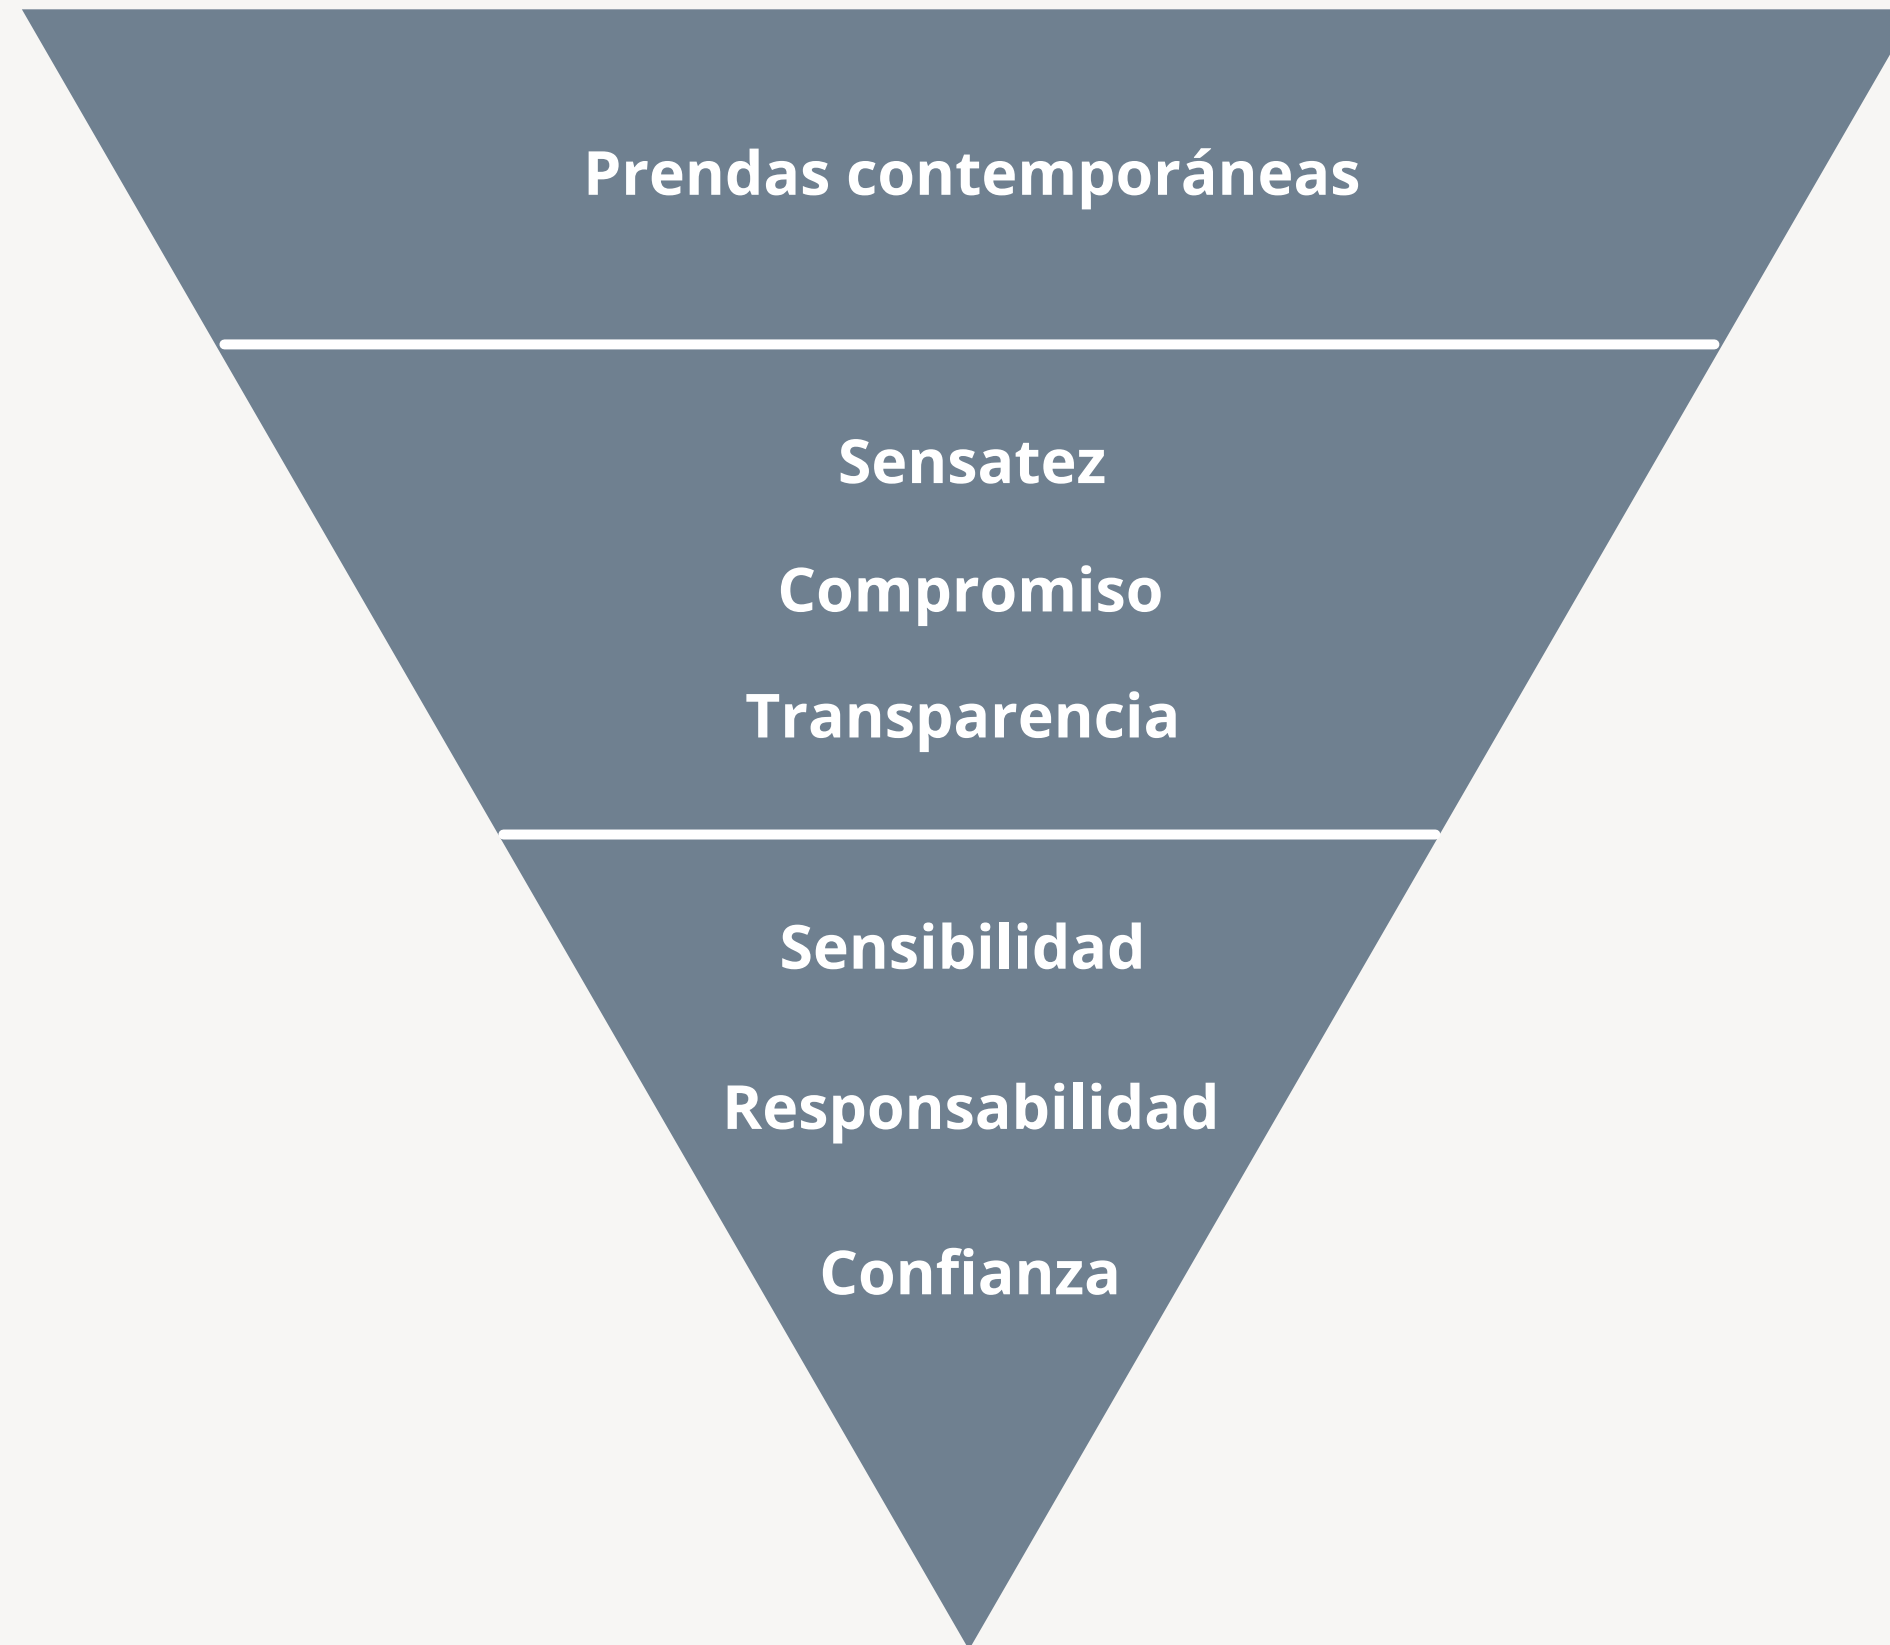 Prendas contemporáneas
Sensatez
Compromiso
Transparencia
Sensibilidad
Responsabilidad
Confianza